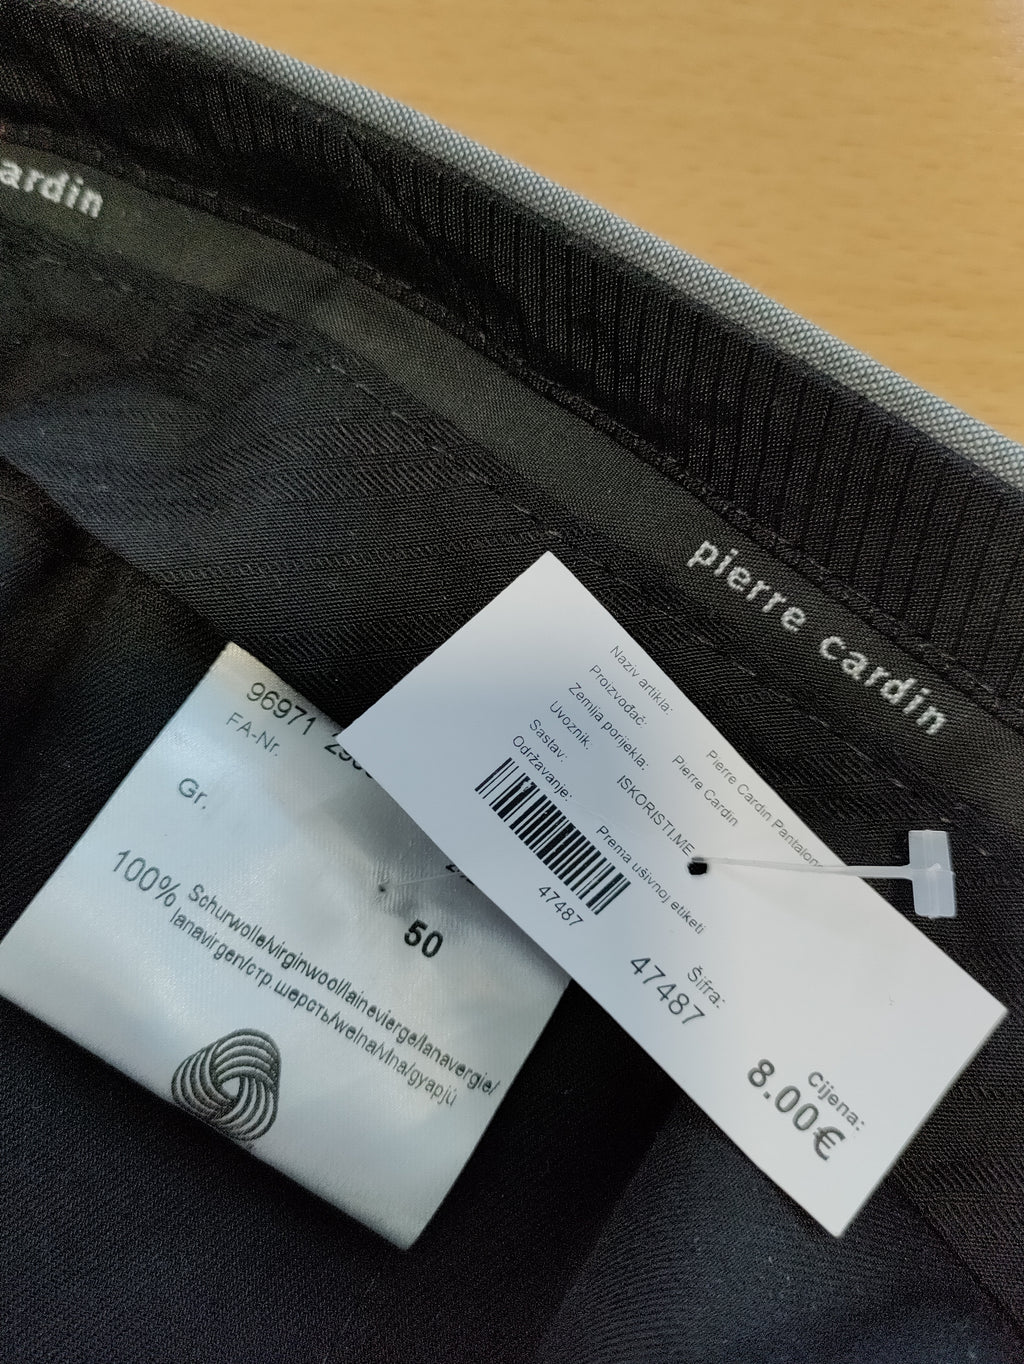 ardin
pierre cardin
Naziv artikla: Pierre Cardin Pantalone
Proizvođač: Pierre Cardin
Zemlja porijekla:
Uvoznik: ISKORISTI.ME
Sastav:
Održavanje: Prema ušivnoj etiketi
47487
Šifra:
47487
Cijena:
8.00€
96971
FA-Nr.
Gr. 50
100% Schurwolle/virginwool/lainevierge/lanavergie/
lanavirgen/стр.шерсть/welna/vlna/gyapjú